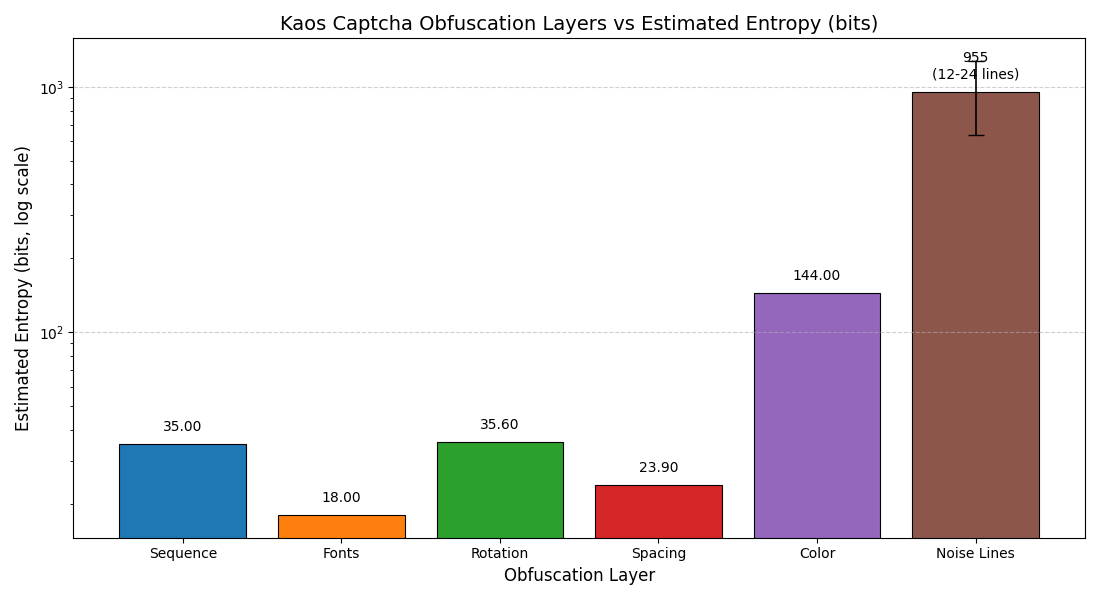 Kaos Captcha Obfuscation Layers vs Estimated Entropy (bits)
Estimated Entropy (bits, log scale)
10³
10²
35.00
18.00
35.60
23.90
144.00
955
(12-24 lines)
Sequence
Fonts
Rotation
Spacing
Color
Noise Lines
Obfuscation Layer